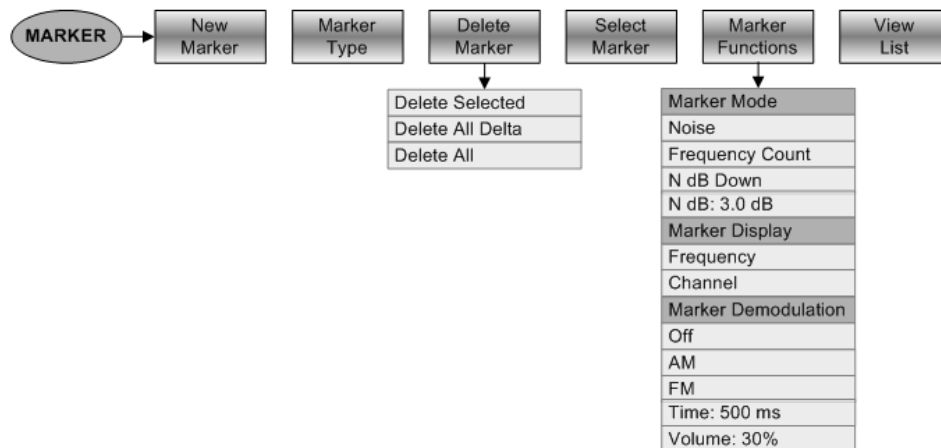 MARKER
New
Marker
Marker
Type
Delete
Marker
Select
Marker
Marker
Functions
View
List
Delete Selected
Delete All Delta
Delete All
Marker Mode
Noise
Frequency Count
N dB Down
N dB: 3.0 dB
Marker Display
Frequency
Channel
Marker Demodulation
Off
AM
FM
Time: 500 ms
Volume: 30%